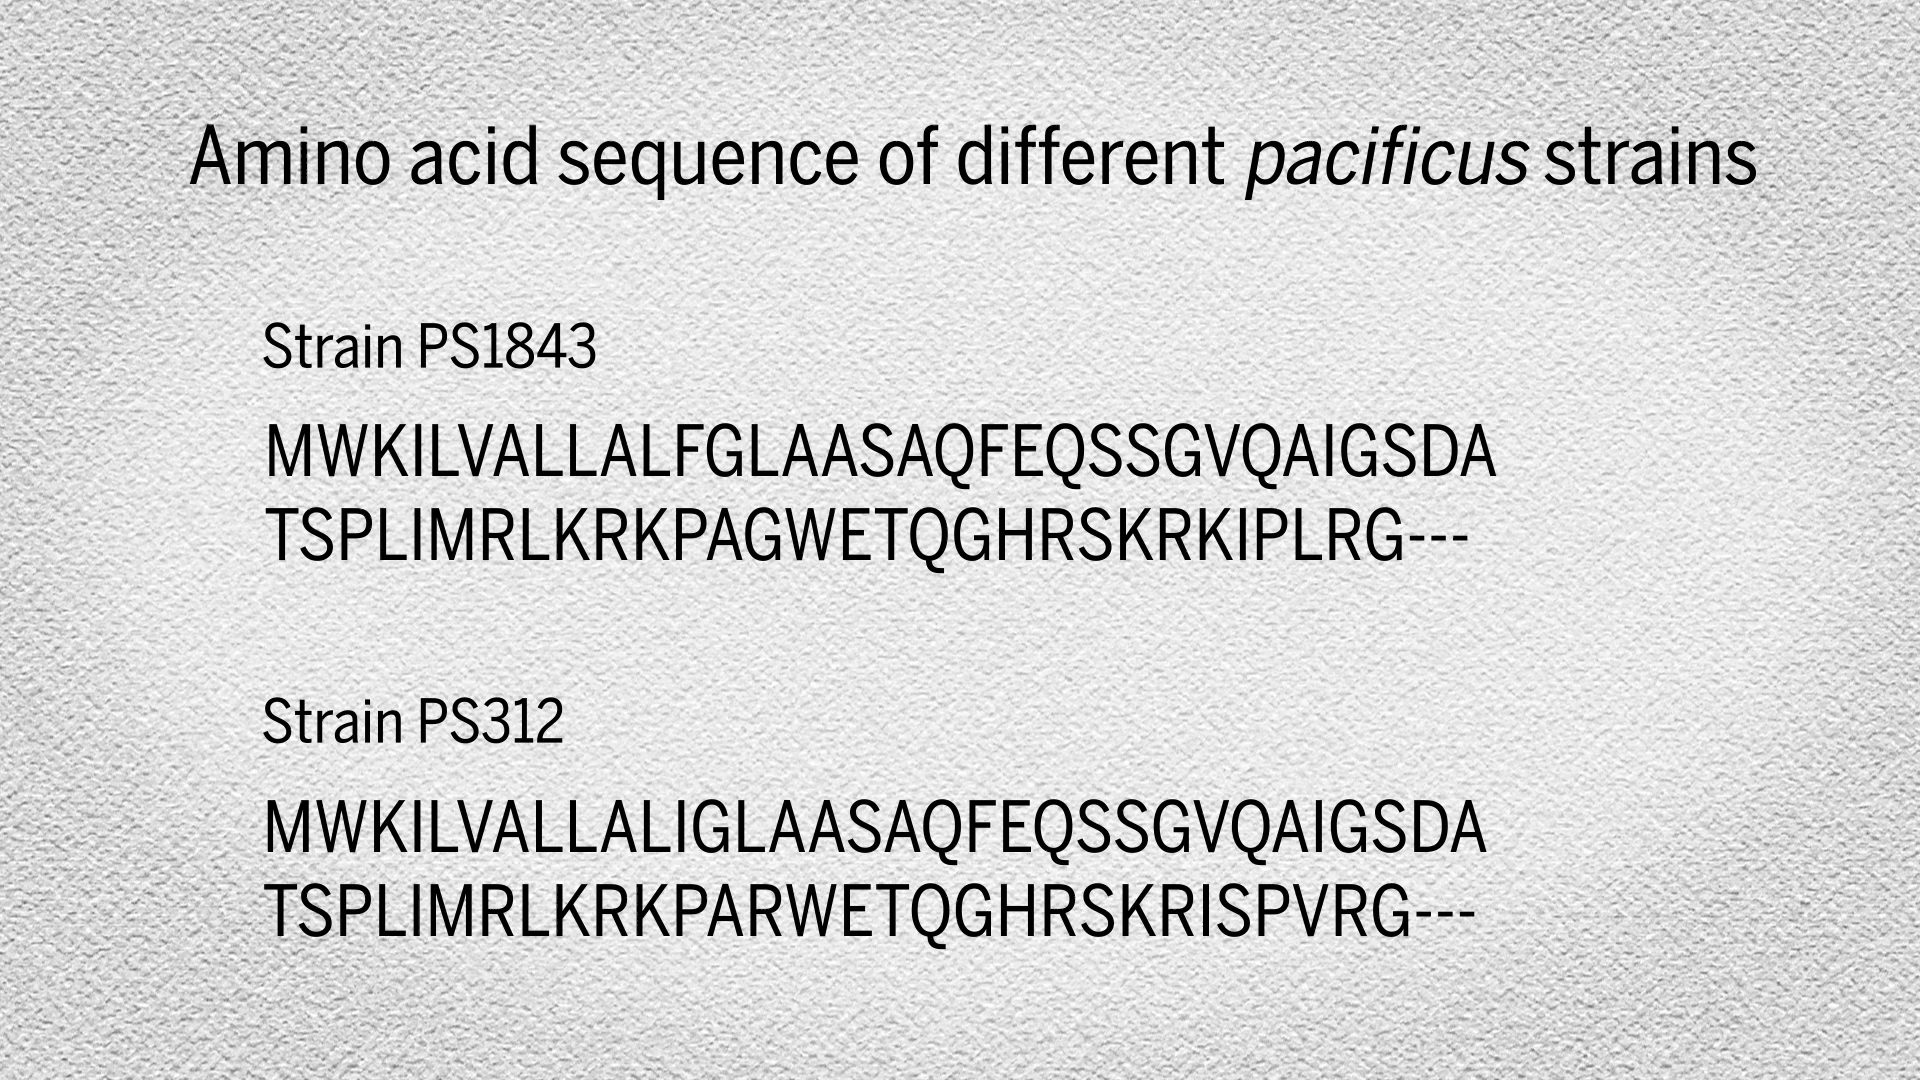 Amino acid sequence of different pacificus strains
Strain PS1843
MWKILVALLALFGLAASAQFEQSSGVQAIGSDA
TSPLIMRLKRKPAGWETQGHRSKRKIPLRG---
Strain PS312
MWKILVALLALIGLAASAQFEQSSGVQAIGSDA
TSPLIMRLKRKPARWETQGHRSKRISPVRG---